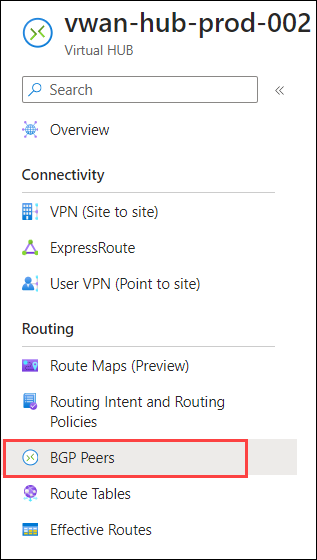 vwan-hub-prod-002
Virtual HUB
Search
Overview
Connectivity
VPN (Site to site)
ExpressRoute
User VPN (Point to site)
Routing
Route Maps (Preview)
Routing Intent and Routing
Policies
BGP Peers
Route Tables
Effective Routes